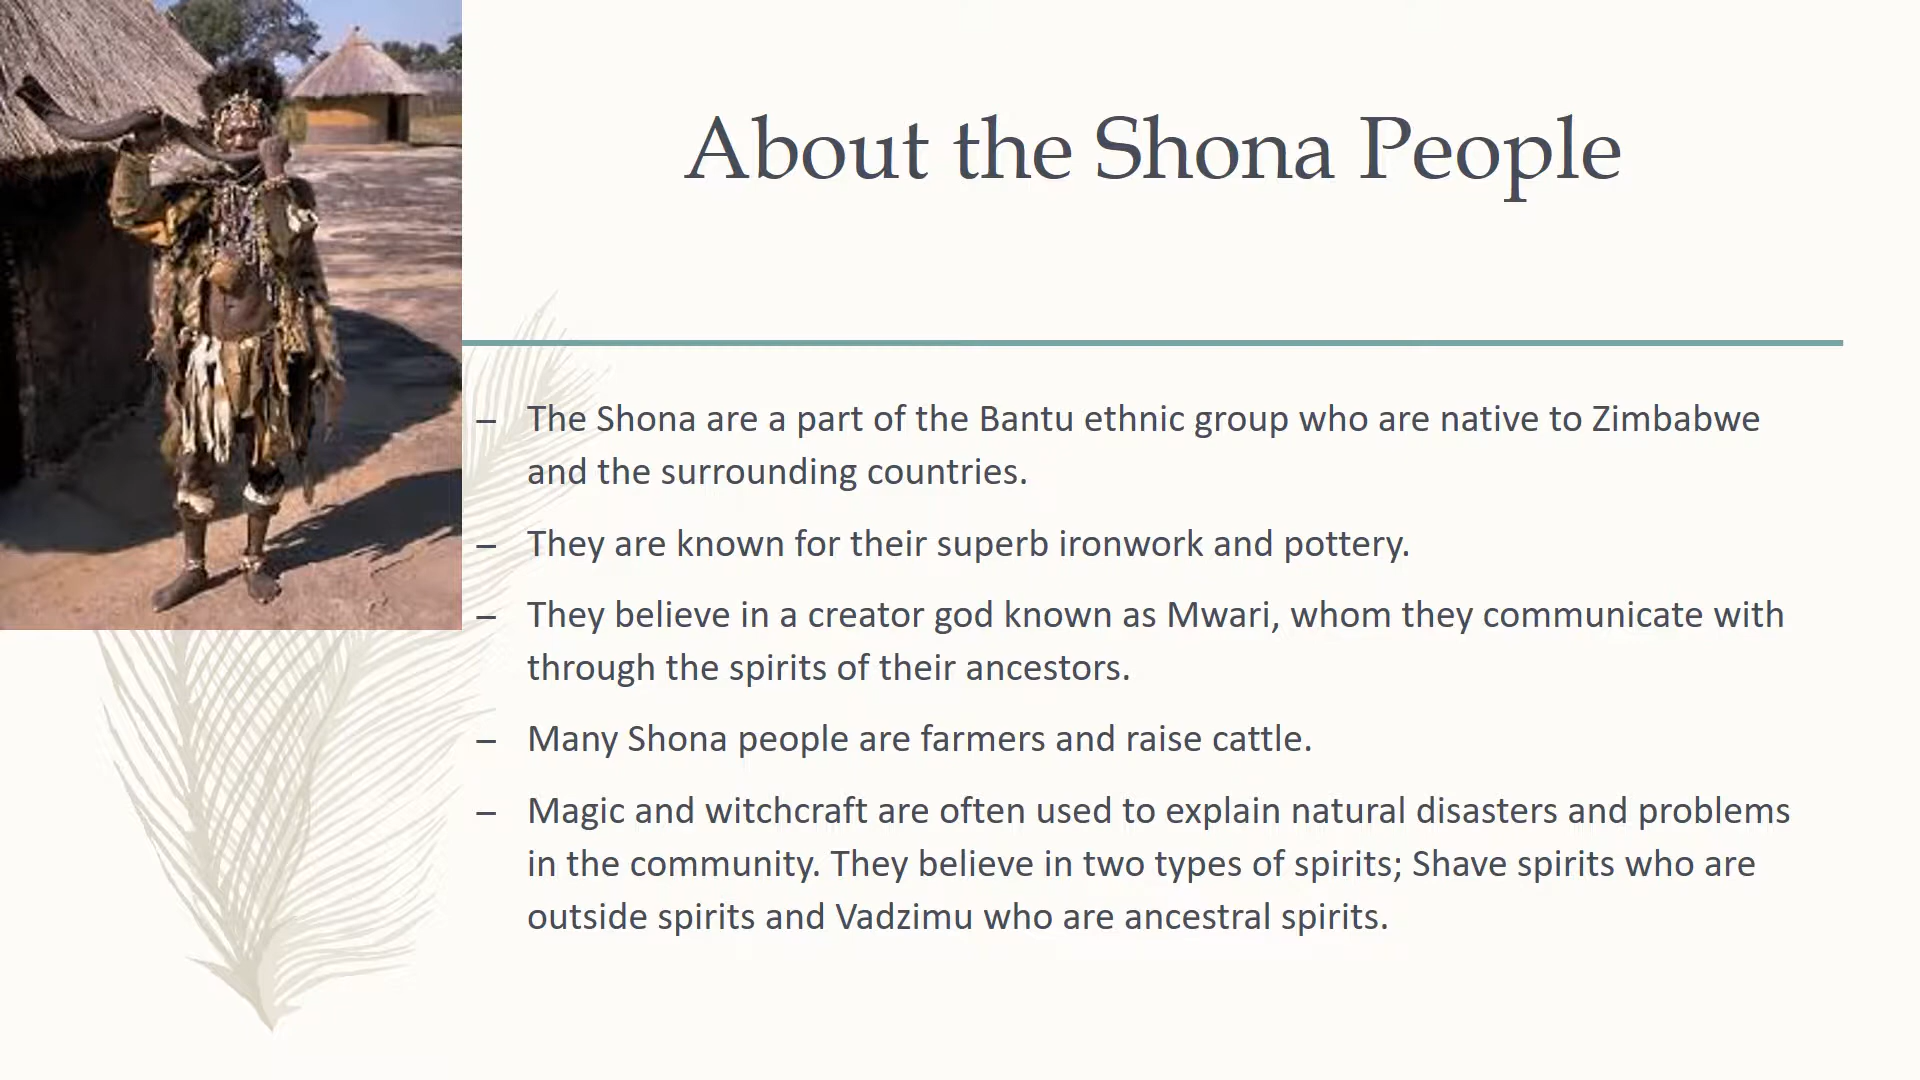 About the Shona People
– The Shona are a part of the Bantu ethnic group who are native to Zimbabwe
and the surrounding countries.
– They are known for their superb ironwork and pottery.
– They believe in a creator god known as Mwari, whom they communicate with
through the spirits of their ancestors.
– Many Shona people are farmers and raise cattle.
– Magic and witchcraft are often used to explain natural disasters and problems
in the community. They believe in two types of spirits; Shave spirits who are
outside spirits and Vadzimu who are ancestral spirits.